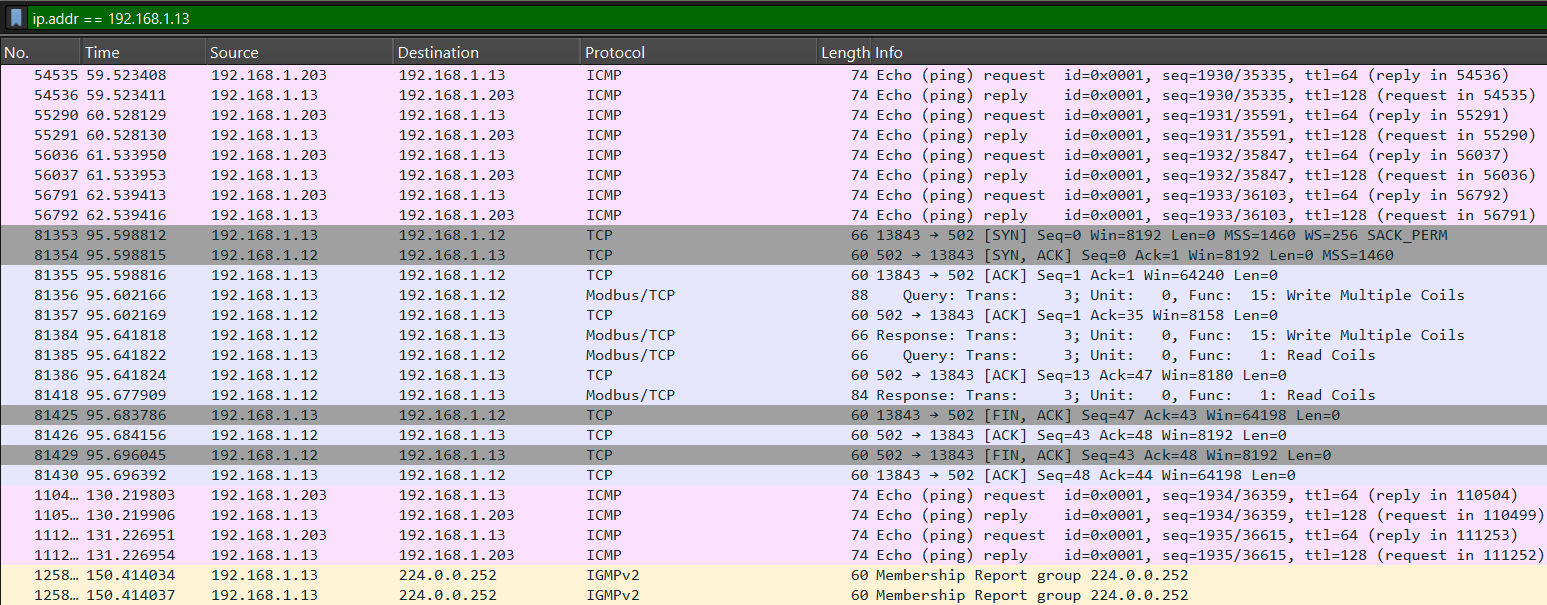 ip.addr == 192.168.1.13
No. Time Source Destination Protocol Length Info
54535 59.523408 192.168.1.203 192.168.1.13 ICMP 74 Echo (ping) request id=0x0001, seq=1930/35335, ttl=64 (reply in 54536)
54536 59.523411 192.168.1.13 192.168.1.203 ICMP 74 Echo (ping) reply id=0x0001, seq=1930/35335, ttl=128 (request in 54535)
55290 60.528129 192.168.1.203 192.168.1.13 ICMP 74 Echo (ping) request id=0x0001, seq=1931/35591, ttl=64 (reply in 55291)
55291 60.528130 192.168.1.13 192.168.1.203 ICMP 74 Echo (ping) reply id=0x0001, seq=1931/35591, ttl=128 (request in 55290)
56036 61.533950 192.168.1.203 192.168.1.13 ICMP 74 Echo (ping) request id=0x0001, seq=1932/35847, ttl=64 (reply in 56037)
56037 61.533953 192.168.1.13 192.168.1.203 ICMP 74 Echo (ping) reply id=0x0001, seq=1932/35847, ttl=128 (request in 56036)
56791 62.539413 192.168.1.203 192.168.1.13 ICMP 74 Echo (ping) request id=0x0001, seq=1933/36103, ttl=64 (reply in 56792)
56792 62.539416 192.168.1.13 192.168.1.203 ICMP 74 Echo (ping) reply id=0x0001, seq=1933/36103, ttl=128 (request in 56791)
81353 95.598812 192.168.1.13 192.168.1.12 TCP 66 13843 → 502 [SYN] Seq=0 Win=8192 Len=0 MSS=1460 WS=256 SACK_PERM
81354 95.598815 192.168.1.12 192.168.1.13 TCP 60 502 → 13843 [SYN, ACK] Seq=0 Ack=1 Win=8192 Len=0 MSS=1460
81355 95.598816 192.168.1.13 192.168.1.12 TCP 60 13843 → 502 [ACK] Seq=1 Ack=1 Win=64240 Len=0
81356 95.602166 192.168.1.13 192.168.1.12 Modbus/TCP 88 Query: Trans: 3; Unit: 0, Func: 15: Write Multiple Coils
81357 95.602169 192.168.1.12 192.168.1.13 TCP 60 502 → 13843 [ACK] Seq=1 Ack=35 Win=8158 Len=0
81384 95.641818 192.168.1.12 192.168.1.13 Modbus/TCP 66 Response: Trans: 3; Unit: 0, Func: 15: Write Multiple Coils
81385 95.641822 192.168.1.13 192.168.1.12 Modbus/TCP 66 Query: Trans: 3; Unit: 0, Func: 1: Read Coils
81386 95.641824 192.168.1.12 192.168.1.13 TCP 60 502 → 13843 [ACK] Seq=13 Ack=47 Win=8180 Len=0
81418 95.677909 192.168.1.12 192.168.1.13 Modbus/TCP 84 Response: Trans: 3; Unit: 0, Func: 1: Read Coils
81425 95.683786 192.168.1.13 192.168.1.12 TCP 60 13843 → 502 [FIN, ACK] Seq=47 Ack=43 Win=64198 Len=0
81426 95.684156 192.168.1.12 192.168.1.13 TCP 60 502 → 13843 [ACK] Seq=43 Ack=48 Win=8192 Len=0
81429 95.696045 192.168.1.12 192.168.1.13 TCP 60 502 → 13843 [FIN, ACK] Seq=43 Ack=48 Win=8192 Len=0
81430 95.696392 192.168.1.13 192.168.1.12 TCP 60 13843 → 502 [ACK] Seq=48 Ack=44 Win=64198 Len=0
1104… 130.219803 192.168.1.203 192.168.1.13 ICMP 74 Echo (ping) request id=0x0001, seq=1934/36359, ttl=64 (reply in 110504)
1105… 130.219906 192.168.1.13 192.168.1.203 ICMP 74 Echo (ping) reply id=0x0001, seq=1934/36359, ttl=128 (request in 110499)
1112… 131.226951 192.168.1.203 192.168.1.13 ICMP 74 Echo (ping) request id=0x0001, seq=1935/36615, ttl=64 (reply in 111253)
1112… 131.226954 192.168.1.13 192.168.1.203 ICMP 74 Echo (ping) reply id=0x0001, seq=1935/36615, ttl=128 (request in 111252)
1258… 150.414034 192.168.1.13 224.0.0.252 IGMPv2 60 Membership Report group 224.0.0.252
1258… 150.414037 192.168.1.13 224.0.0.252 IGMPv2 60 Membership Report group 224.0.0.252